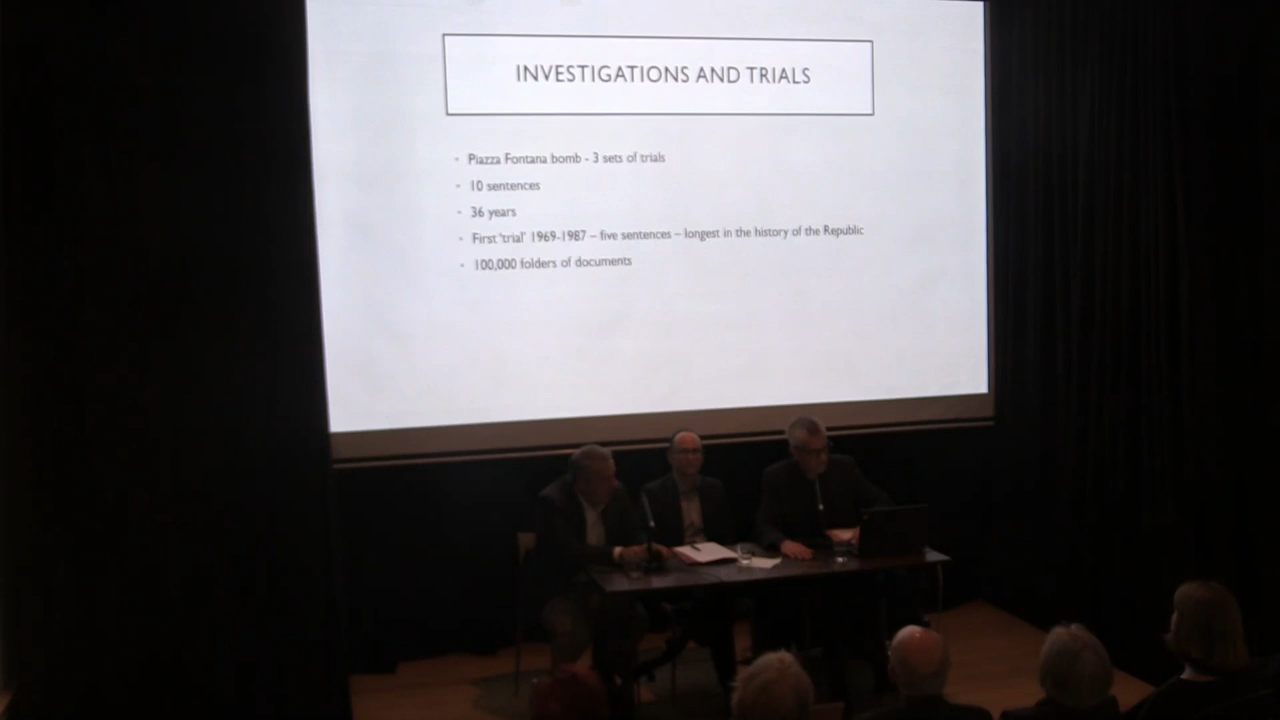 INVESTIGATIONS AND TRIALS
Piazza Fontana bomb - 3 sets of trials
10 sentences
36 years
First 'trial' 1969-1987 – five sentences – longest in the history of the Republic
100,000 folders of documents